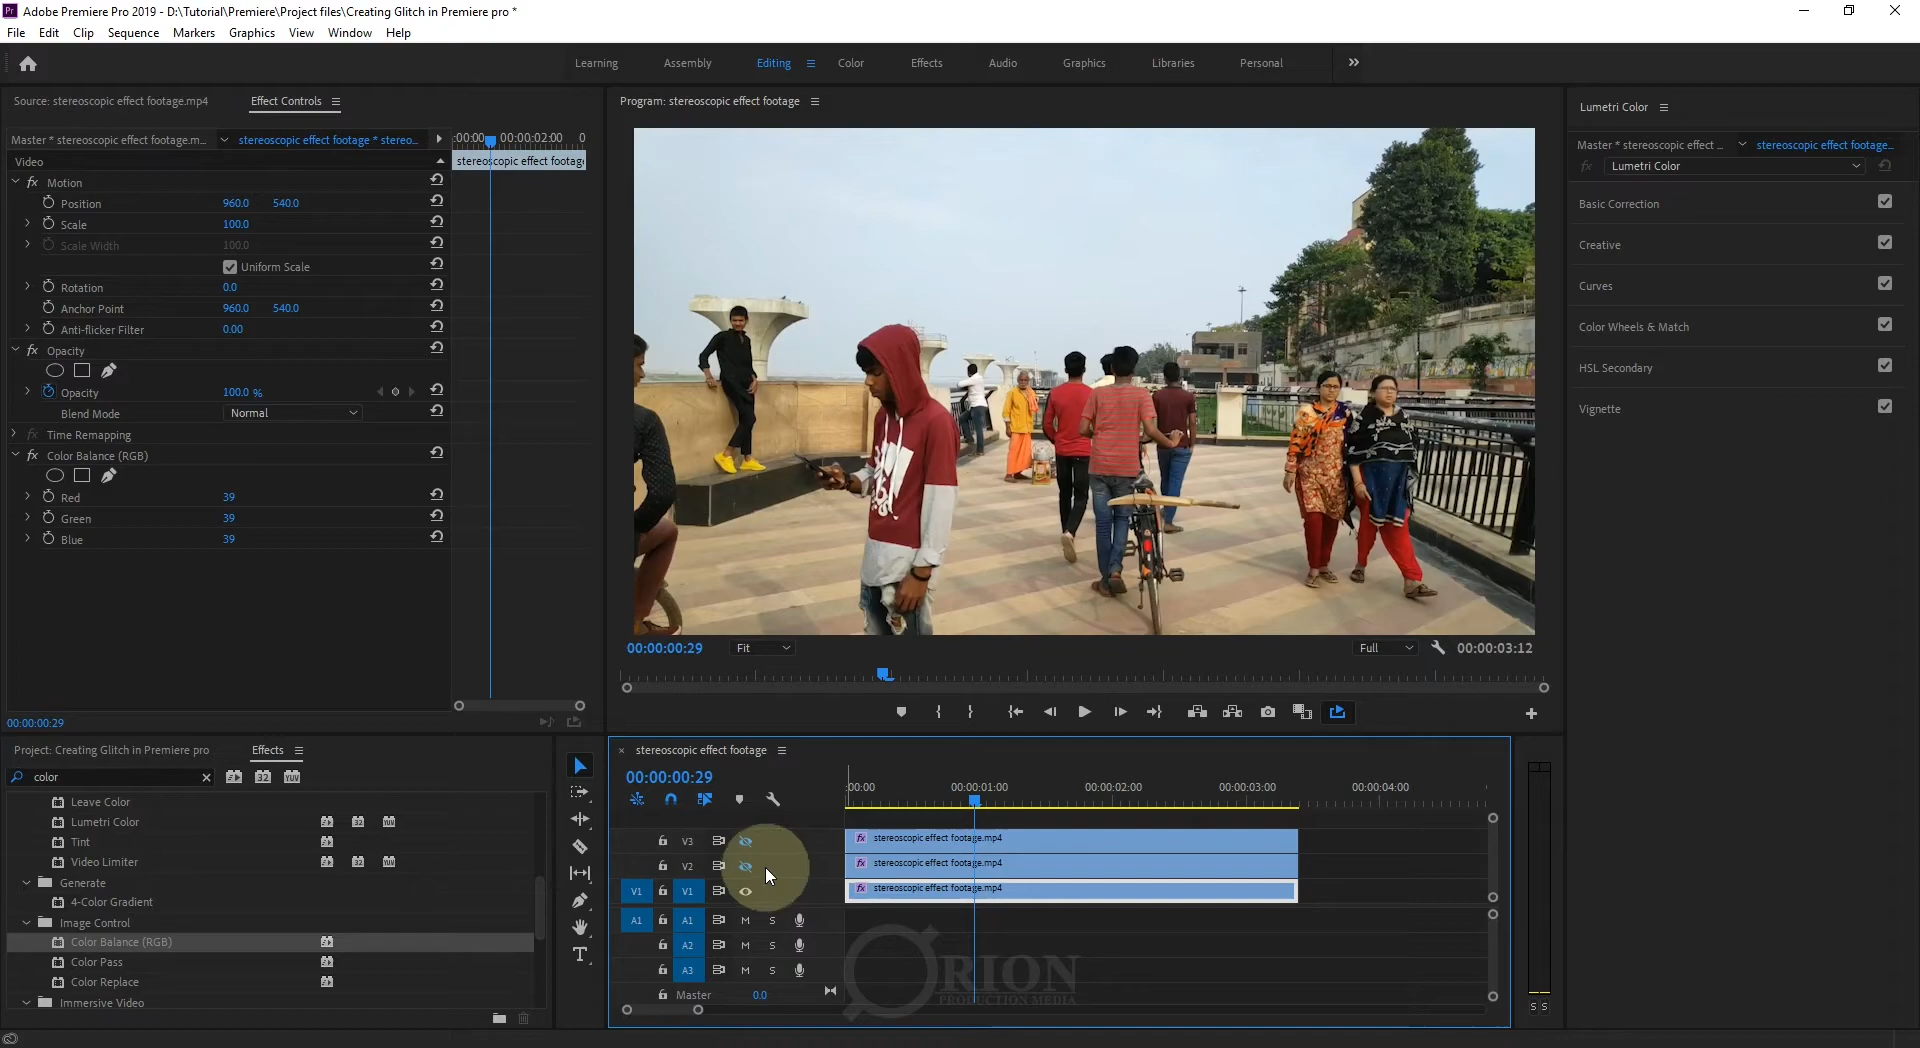 Adobe Premiere Pro 2019 - D:\Tutorial\Premiere\Project files\Creating Glitch in Premiere pro *
File Edit Clip Sequence Markers Graphics View Window Help
Learning Assembly Editing Color Effects Audio Graphics Libraries Personal
Source: stereoscopic effect footage.mp4 Effect Controls
Master * stereoscopic effect footage.m... stereoscopic effect footage * stereo...
:00:00 00:00:02:00 0
Video
stereoscopic effect footage
Motion
Position 960.0 540.0
Scale 100.0
Scale Width 100.0
Uniform Scale
Rotation 0.0
Anchor Point 960.0 540.0
Anti-flicker Filter 0.00
Opacity
Opacity 100.0 %
Blend Mode Normal
Time Remapping
Color Balance (RGB)
Red 39
Green 39
Blue 39
00:00:00:29
Program: stereoscopic effect footage
00:00:00:29 Fit Full 00:00:03:12
Lumetri Color
Master * stereoscopic effect ... stereoscopic effect footage...
fx Lumetri Color
Basic Correction
Creative
Curves
Color Wheels & Match
HSL Secondary
Vignette
Project: Creating Glitch in Premiere pro Effects
color
Leave Color
Lumetri Color
Tint
Video Limiter
Generate
4-Color Gradient
Image Control
Color Balance (RGB)
Color Pass
Color Replace
Immersive Video
stereoscopic effect footage
00:00:00:29
:00:00 00:00:01:00 00:00:02:00 00:00:03:00 00:00:04:00
V3 fx stereoscopic effect footage.mp4
V2 fx stereoscopic effect footage.mp4
V1 V1 fx stereoscopic effect footage.mp4
A1 A1 M S
A2 M S
A3 M S
Master 0.0
ORION
PRODUCTION MEDIA
S S